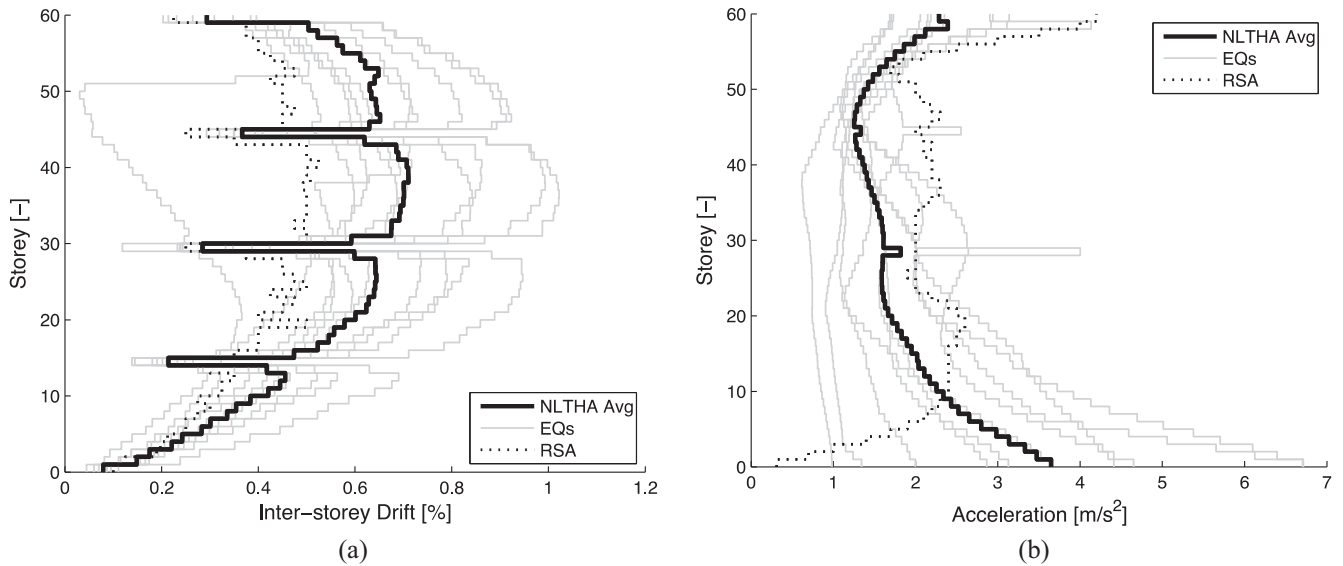 60
50
40
30
20
10
0
Storey [−]
0 0.2 0.4 0.6 0.8 1 1.2
Inter−storey Drift [%]
NLTHA Avg
EQs
RSA
(a)
60
50
40
30
20
10
0
Storey [−]
0 1 2 3 4 5 6 7
Acceleration [m/s²]
NLTHA Avg
EQs
RSA
(b)